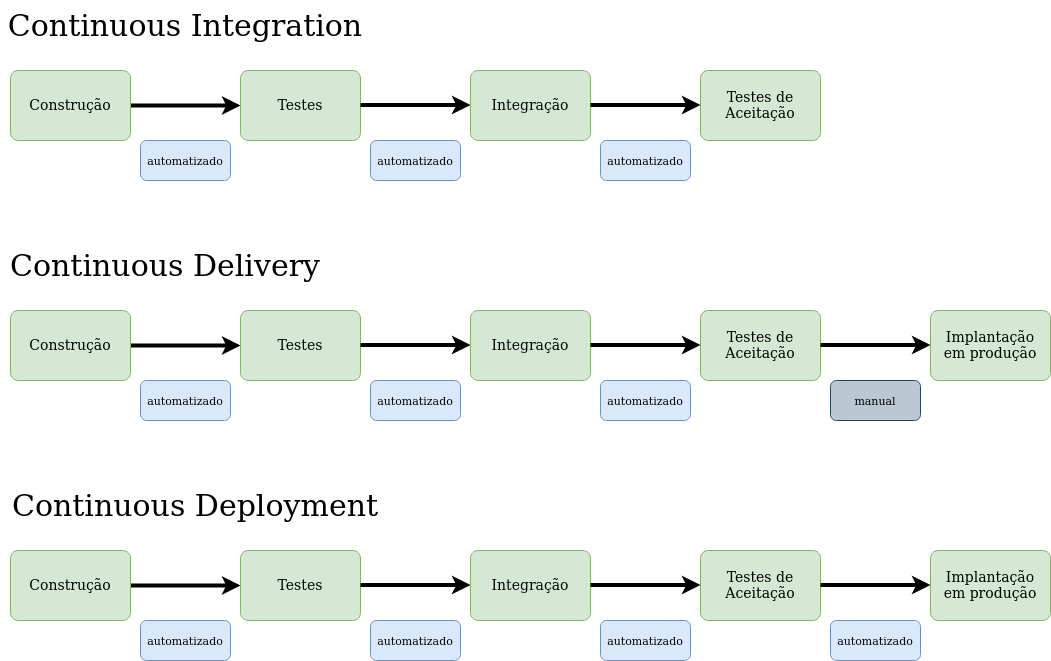 Continuous Integration
Construção
Testes
Integração
Testes de
Aceitação
automatizado
automatizado
automatizado
Continuous Delivery
Construção
Testes
Integração
Testes de
Aceitação
Implantação
em produção
automatizado
automatizado
automatizado
manual
Continuous Deployment
Construção
Testes
Integração
Testes de
Aceitação
Implantação
em produção
automatizado
automatizado
automatizado
automatizado